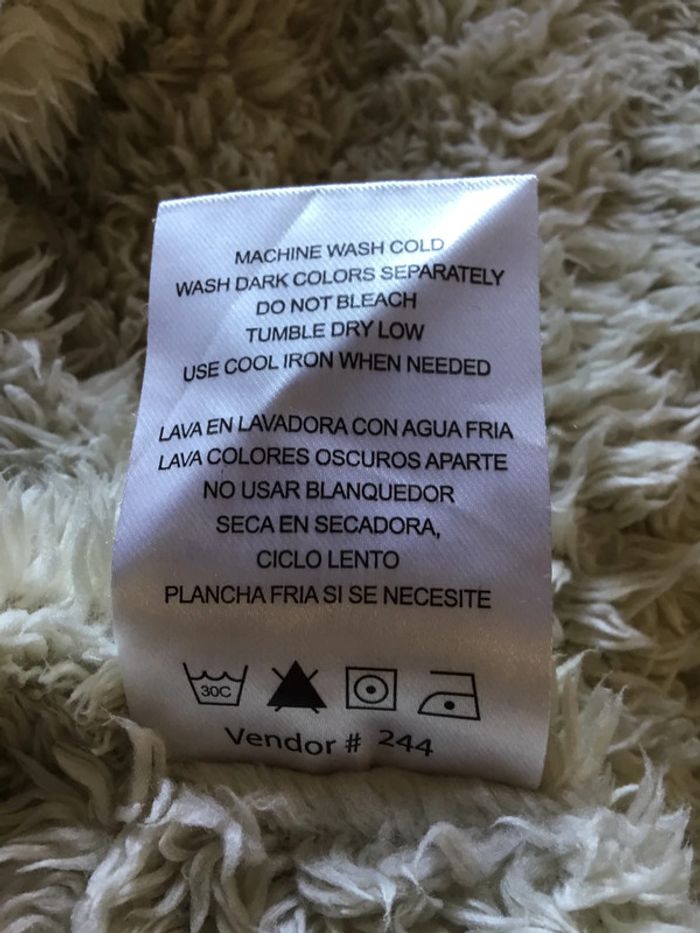 MACHINE WASH COLD
WASH DARK COLORS SEPARATELY
DO NOT BLEACH
TUMBLE DRY LOW
USE COOL IRON WHEN NEEDED
LAVA EN LAVADORA CON AGUA FRIA
LAVA COLORES OSCUROS APARTE
NO USAR BLANQUEDOR
SECA EN SECADORA,
CICLO LENTO
PLANCHA FRIA SI SE NECESITE
30C
Vendor # 244